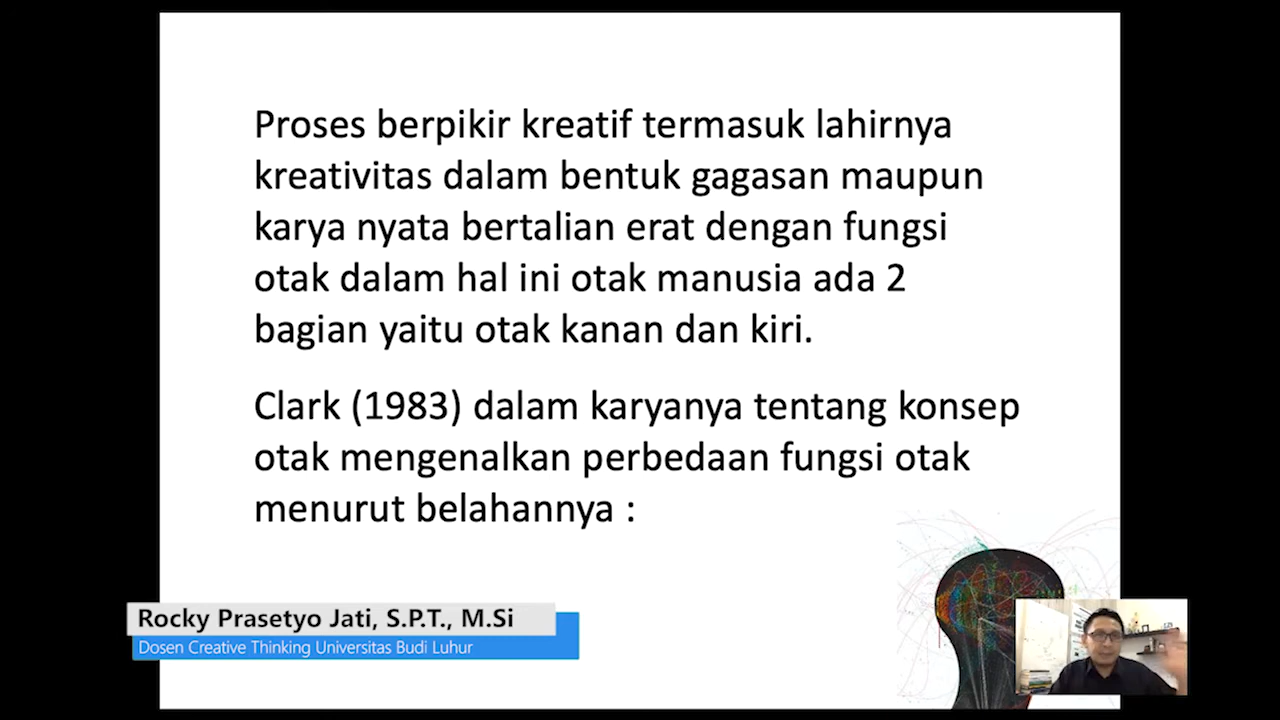 Proses berpikir kreatif termasuk lahirnya
kreativitas dalam bentuk gagasan maupun
karya nyata bertalian erat dengan fungsi
otak dalam hal ini otak manusia ada 2
bagian yaitu otak kanan dan kiri.
Clark (1983) dalam karyanya tentang konsep
otak mengenalkan perbedaan fungsi otak
menurut belahannya :
Rocky Prasetyo Jati, S.P.T., M.Si
Dosen Creative Thinking Universitas Budi Luhur